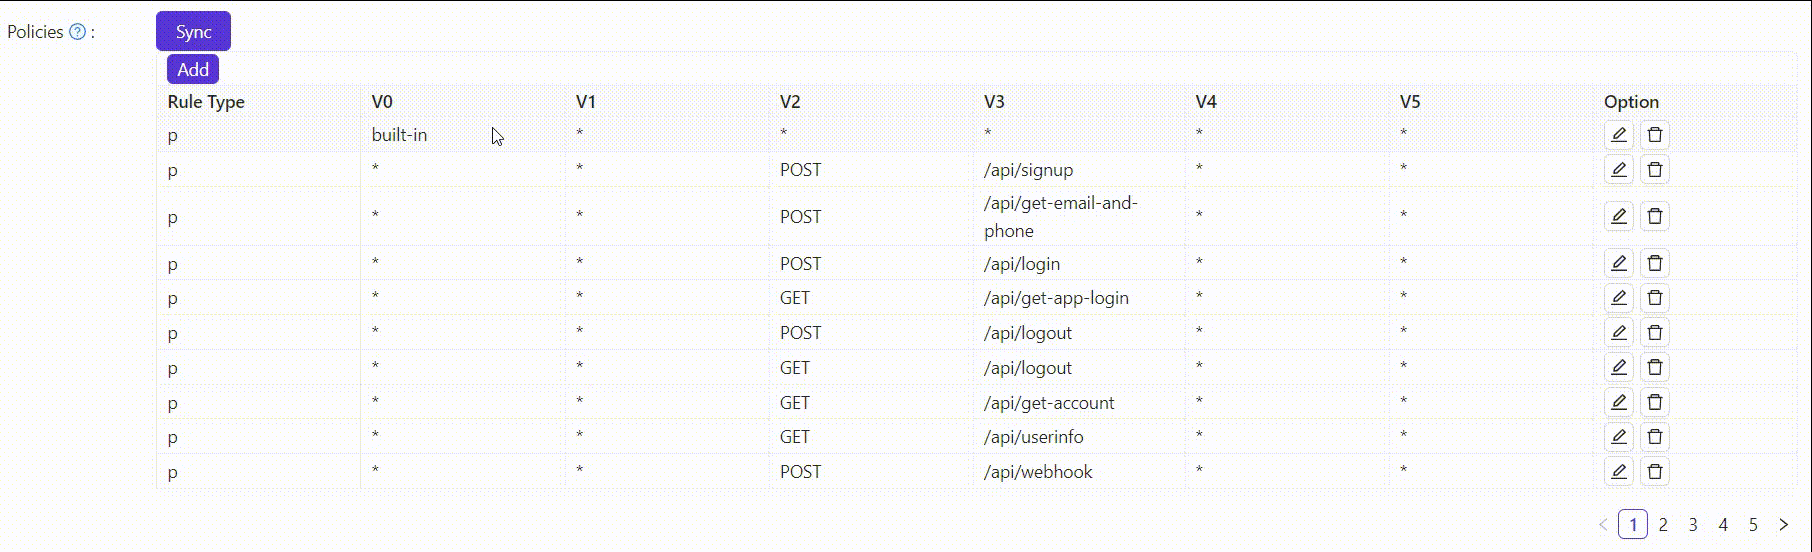 Policies ? :
Sync
Add
Rule Type V0 V1 V2 V3 V4 V5 Option
p built-in * * * * *
p * * POST /api/signup * *
p * * POST /api/get-email-and-phone * *
p * * POST /api/login * *
p * * GET /api/get-app-login * *
p * * POST /api/logout * *
p * * GET /api/logout * *
p * * GET /api/get-account * *
p * * GET /api/userinfo * *
p * * POST /api/webhook * *
< 1 2 3 4 5 >